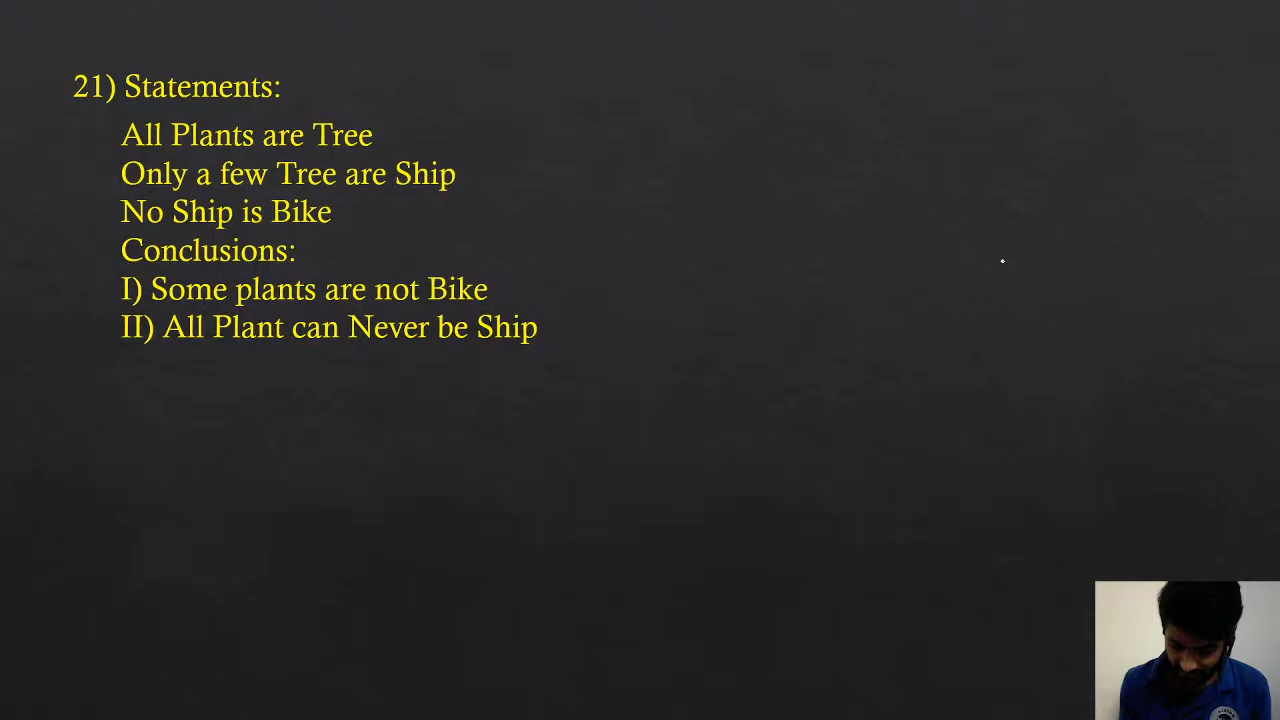 21) Statements:
All Plants are Tree
Only a few Tree are Ship
No Ship is Bike
Conclusions:
I) Some plants are not Bike
II) All Plant can Never be Ship